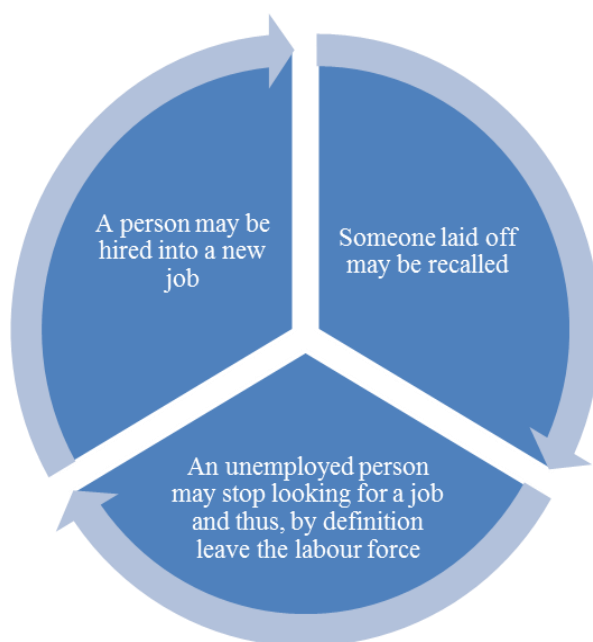 A person may be
hired into a new
job
Someone laid off
may be recalled
An unemployed person
may stop looking for a job
and thus, by definition
leave the labour force